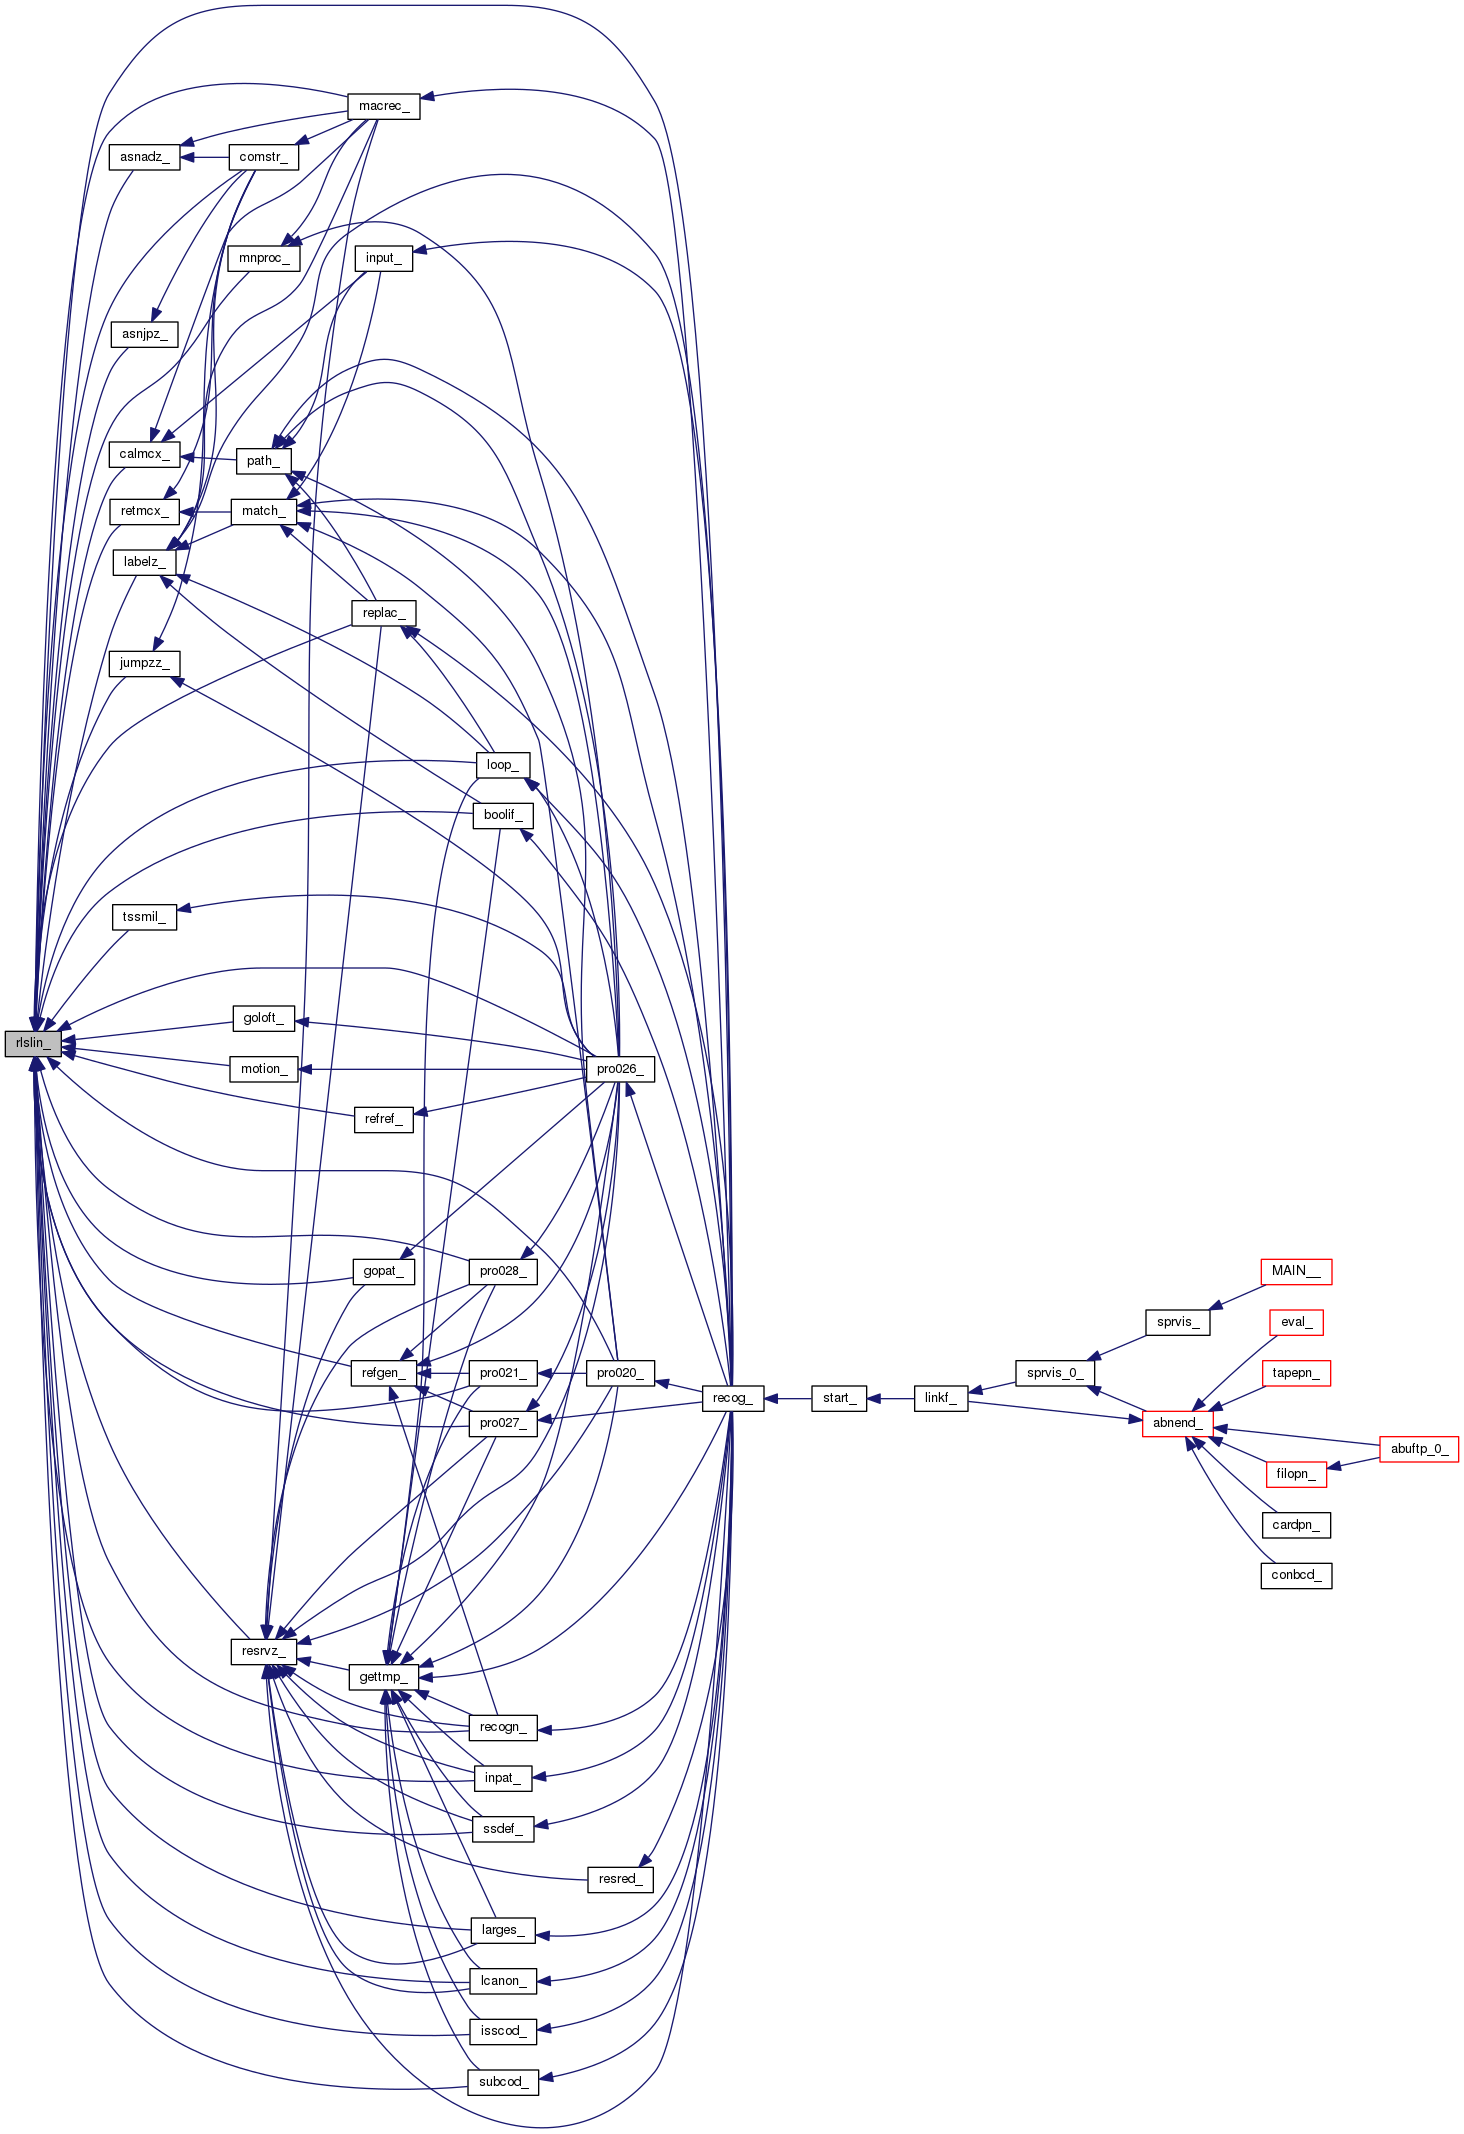 macrec_
asnadz_
comstr_
mnproc_
input_
asnjpz_
calmcx_
path_
retmcx_
match_
labelz_
replac_
jumpzz_
loop_
boolif_
tssmil_
goloft_
rlslin_
motion_
pro026_
refref_
gopat_
pro028_
MAIN__
sprvis_
eval_
refgen_
pro021_
pro020_
sprvis_0_
tapepn_
recog_
start_
linkf_
pro027_
abnend_
abuftp_0_
filopn_
cardpn_
conbcd_
resrvz_
gettmp_
recogn_
inpat_
ssdef_
resred_
larges_
lcanon_
isscod_
subcod_